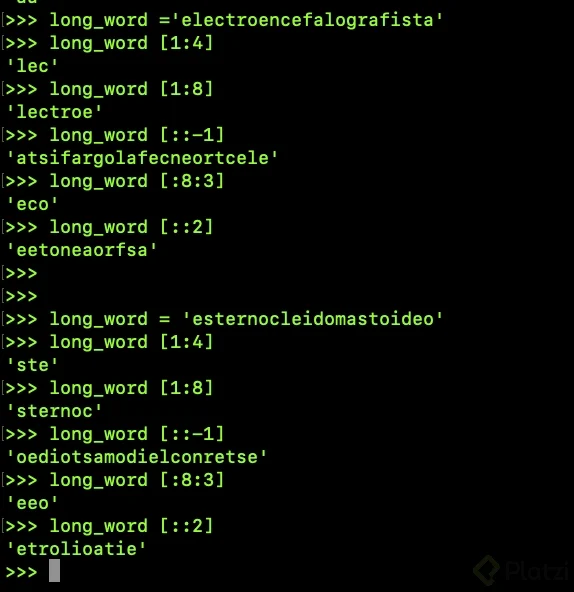 >>> long_word ='electroencefalografista'
[>>> long_word [1:4]
'lec'
[>>> long_word [1:8]
'lectroe'
[>>> long_word [::-1]
'atsifargolafecneortcele'
[>>> long_word [:8:3]
'eco'
[>>> long_word [::2]
'eetoneaorfsa'
[>>>
[>>>
[>>> long_word = 'esternocleidomastoideo'
[>>> long_word [1:4]
'ste'
[>>> long_word [1:8]
'sternoc'
[>>> long_word [::-1]
'oediotsamodielconretse'
[>>> long_word [:8:3]
'eeo'
[>>> long_word [::2]
'etrolioatie'
>>>
Platzi